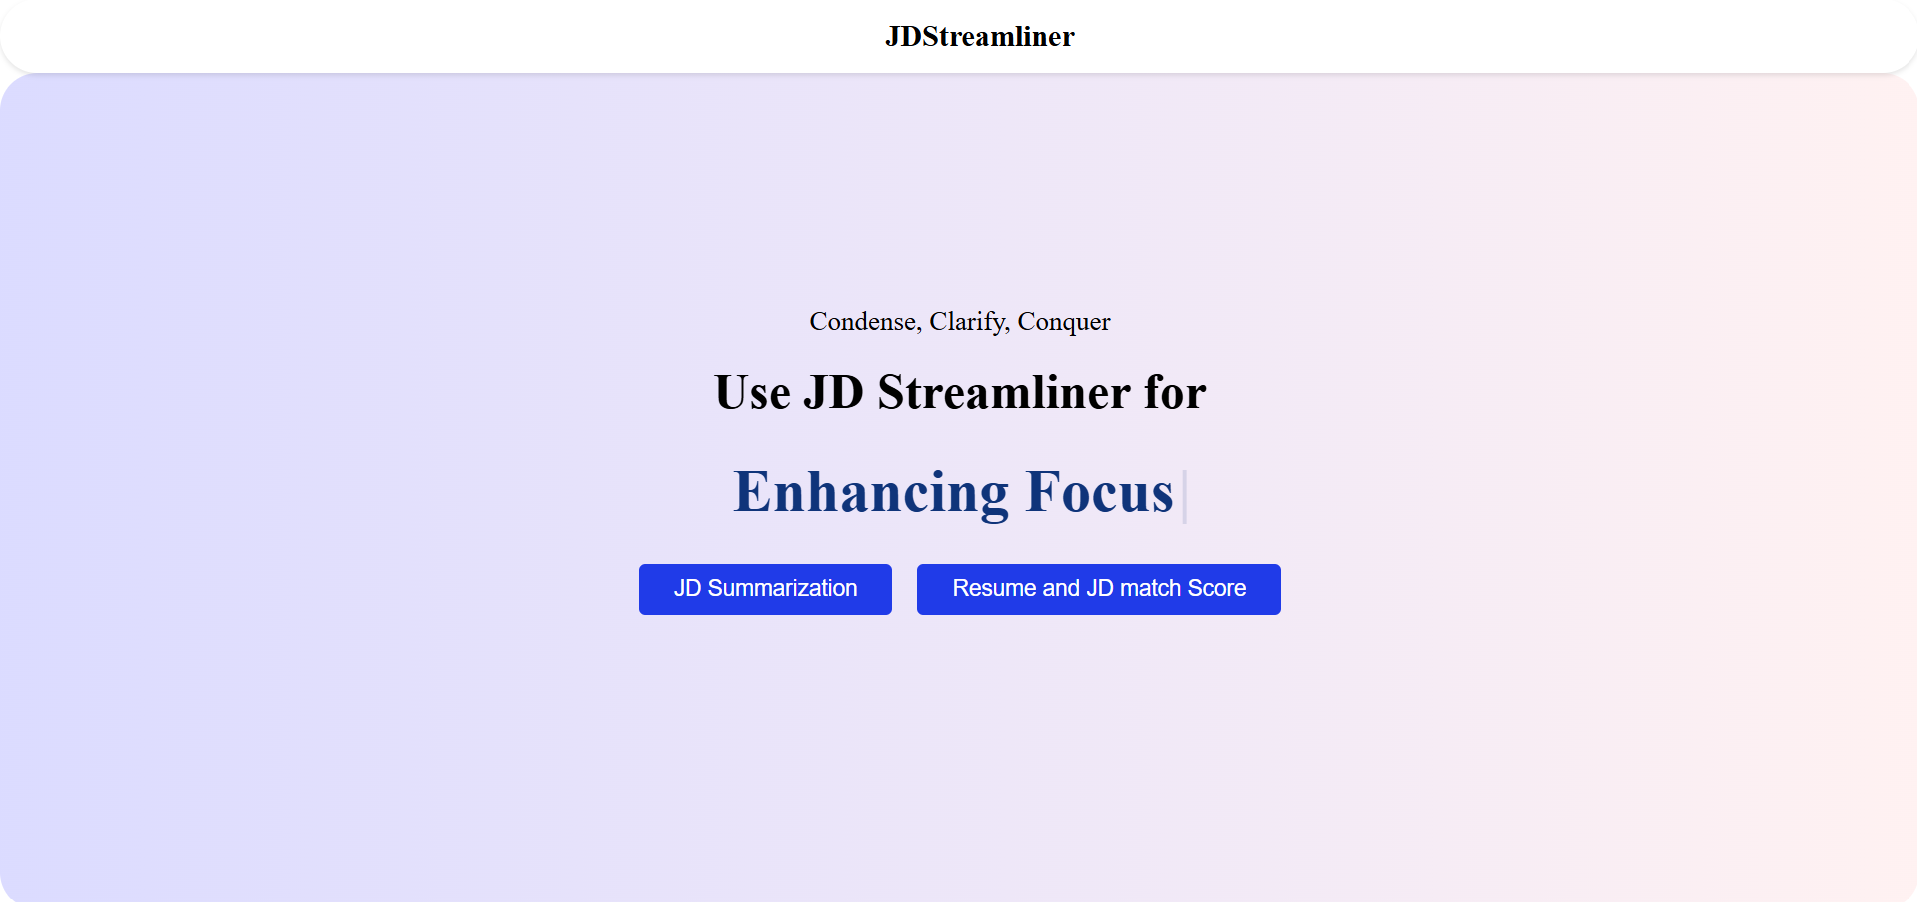 JDStreamliner
Condense, Clarify, Conquer
Use JD Streamliner for
Enhancing Focus
JD Summarization
Resume and JD match Score